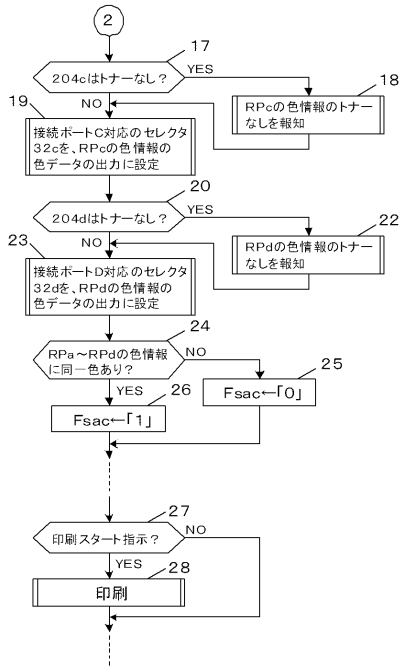 2
17
204cはトナーなし?
YES
18
RPcの色情報のトナー
なしを報知
NO
19
接続ポートC対応のセレクタ
32cを、RPcの色情報の
色データの出力に設定
20
204dはトナーなし?
YES
22
RPdの色情報のトナー
なしを報知
NO
23
接続ポートD対応のセレクタ
32dを、RPdの色情報の
色データの出力に設定
24
RPa～RPdの色情報
に同一色あり?
NO
25
Fsac←「0」
YES
26
Fsac←「1」
27
印刷スタート指示?
NO
YES
28
印刷